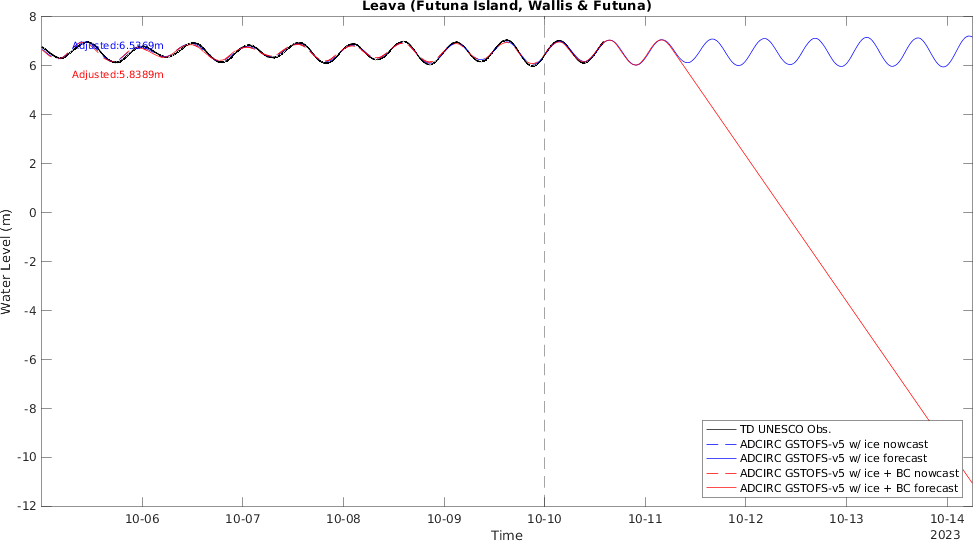 Leava (Futuna Island, Wallis & Futuna)
8
6
4
2
0
-2
-4
-6
-8
-10
-12
Water Level (m)
Adjusted:6.5369m
Adjusted:5.8389m
TD UNESCO Obs.
ADCIRC GSTOFS-v5 w/ ice nowcast
ADCIRC GSTOFS-v5 w/ ice forecast
ADCIRC GSTOFS-v5 w/ ice + BC nowcast
ADCIRC GSTOFS-v5 w/ ice + BC forecast
10-06 10-07 10-08 10-09 10-10 10-11 10-12 10-13 10-14
Time
2023